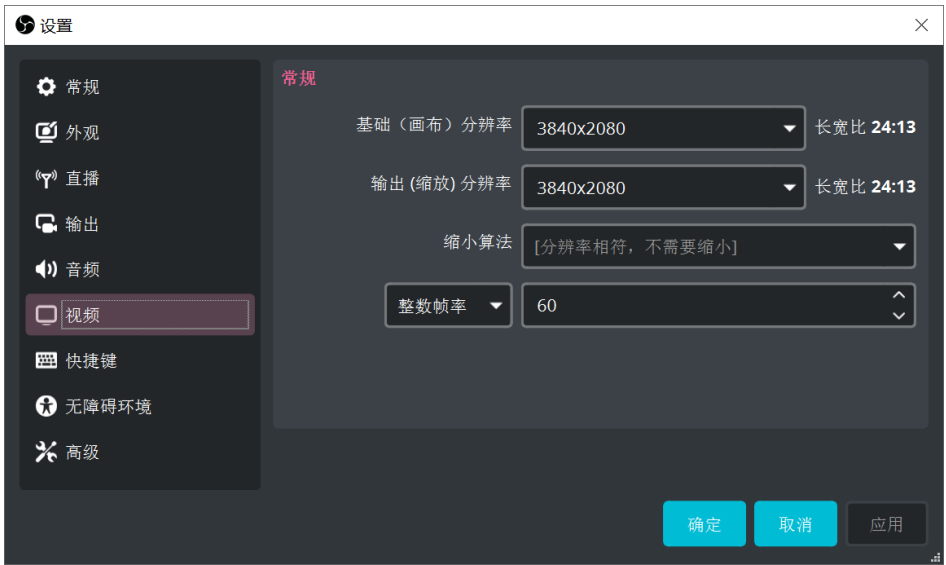 设置
常规
外观
直播
输出
音频
视频
快捷键
无障碍环境
高级
常规
基础（画布）分辨率 3840x2080 长宽比 24:13
输出 (缩放) 分辨率 3840x2080 长宽比 24:13
缩小算法 [分辨率相符，不需要缩小]
整数帧率 60
确定 取消 应用